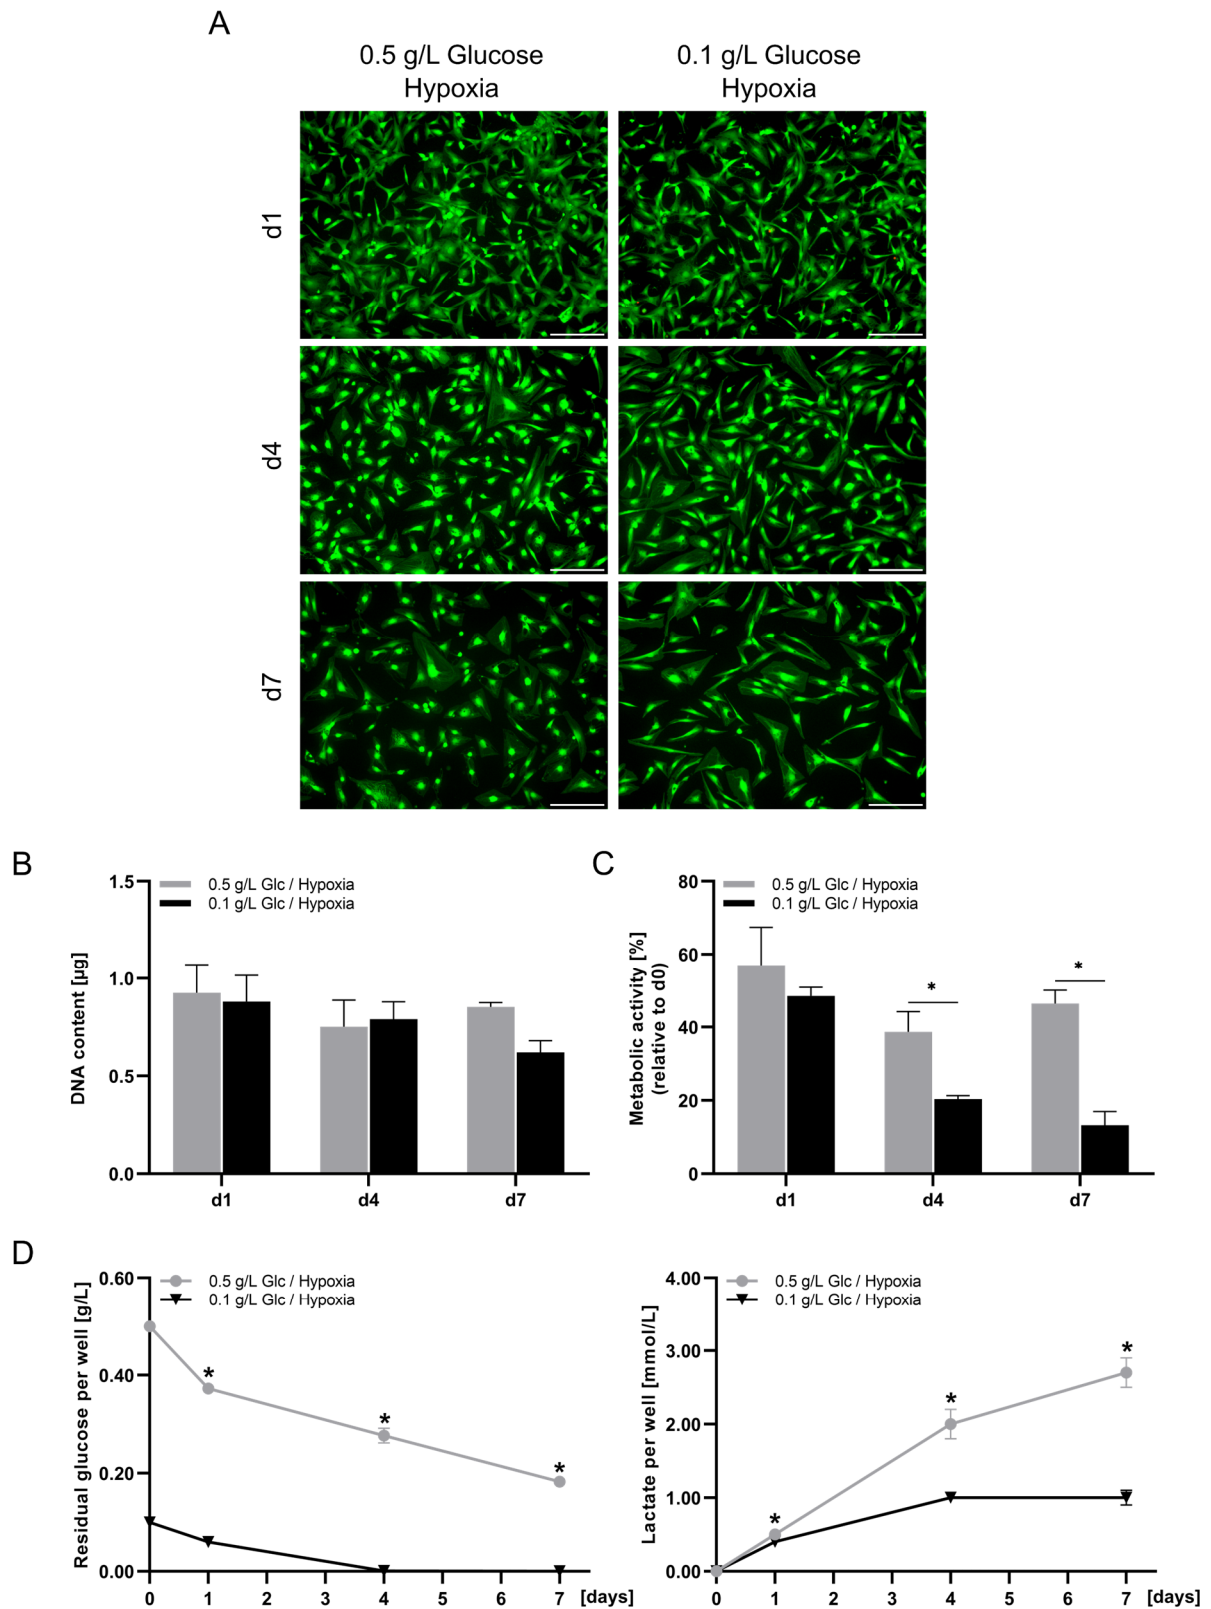 A
0.5 g/L Glucose
Hypoxia
0.1 g/L Glucose
Hypoxia
d1
d4
d7
B
DNA content [µg]
1.5
1.0
0.5
0.0
0.5 g/L Glc / Hypoxia
0.1 g/L Glc / Hypoxia
d1
d4
d7
C
Metabolic activity [%]
(relative to d0)
80
60
40
20
0
0.5 g/L Glc / Hypoxia
0.1 g/L Glc / Hypoxia
*
*
d1
d4
d7
D
Residual glucose per well [g/L]
0.60
0.40
0.20
0.00
0.5 g/L Glc / Hypoxia
0.1 g/L Glc / Hypoxia
*
*
*
0 1 2 3 4 5 6 7 [days]
Lactate per well [mmol/L]
4.00
3.00
2.00
1.00
0.00
0.5 g/L Glc / Hypoxia
0.1 g/L Glc / Hypoxia
*
*
*
0 1 2 3 4 5 6 7 [days]